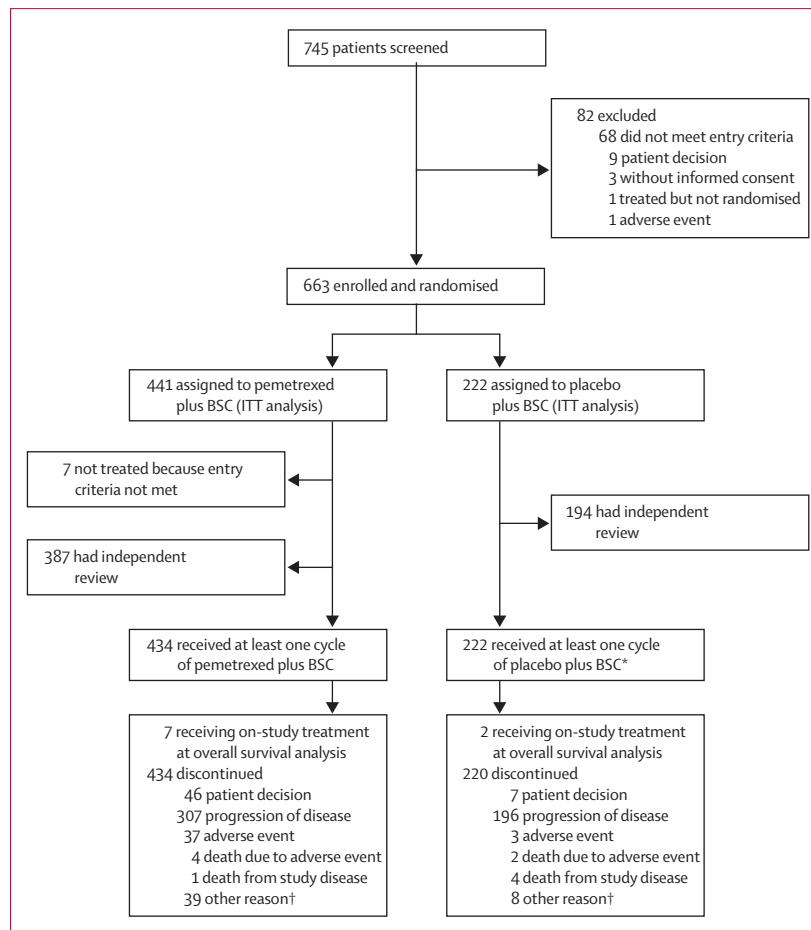 745 patients screened
82 excluded
68 did not meet entry criteria
9 patient decision
3 without informed consent
1 treated but not randomised
1 adverse event
663 enrolled and randomised
441 assigned to pemetrexed
plus BSC (ITT analysis)
222 assigned to placebo
plus BSC (ITT analysis)
7 not treated because entry
criteria not met
194 had independent
review
387 had independent
review
434 received at least one cycle
of pemetrexed plus BSC
222 received at least one cycle
of placebo plus BSC*
7 receiving on-study treatment
at overall survival analysis
434 discontinued
46 patient decision
307 progression of disease
37 adverse event
4 death due to adverse event
1 death from study disease
39 other reason†
2 receiving on-study treatment
at overall survival analysis
220 discontinued
7 patient decision
196 progression of disease
3 adverse event
2 death due to adverse event
4 death from study disease
8 other reason†